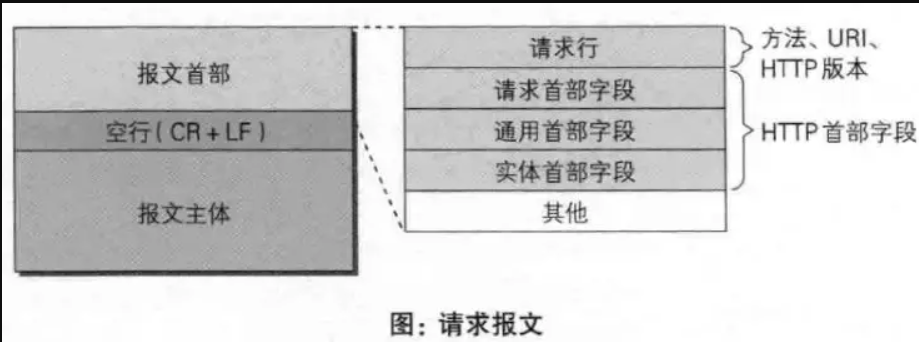 报文首部
空行(CR+LF)
报文主体
请求行
请求首部字段
通用首部字段
实体首部字段
其他
方法、URI、
HTTP版本
HTTP首部字段
图：请求报文